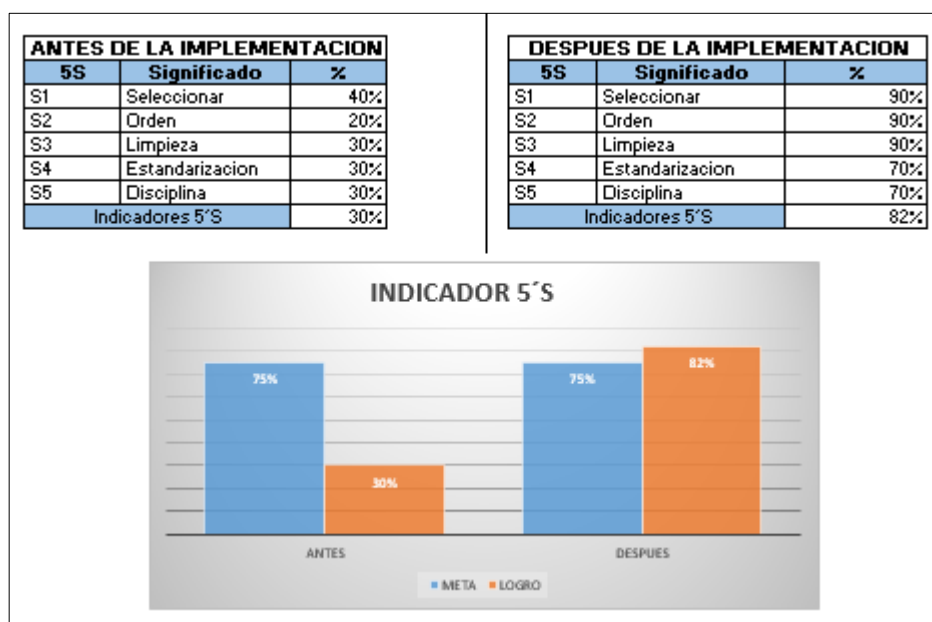 ANTES DE LA IMPLEMENTACION
5S Significado %
S1 Seleccionar 40%
S2 Orden 20%
S3 Limpieza 30%
S4 Estandarizacion 30%
S5 Disciplina 30%
Indicadores 5´S 30%
DESPUES DE LA IMPLEMENTACION
5S Significado %
S1 Seleccionar 90%
S2 Orden 90%
S3 Limpieza 90%
S4 Estandarizacion 70%
S5 Disciplina 70%
Indicadores 5´S 82%
INDICADOR 5´S
75% 30% 75% 82%
ANTES DESPUES
META LOGRO